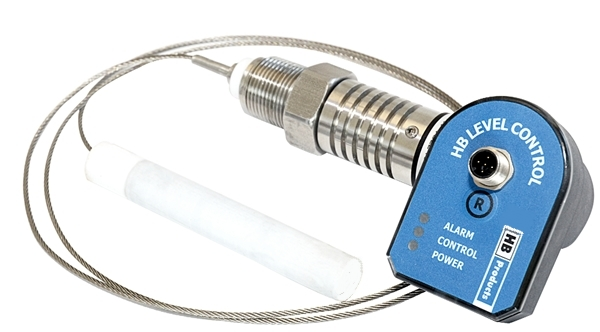 HB LEVEL CONTROL
R
ALARM
CONTROL
POWER
HB Products